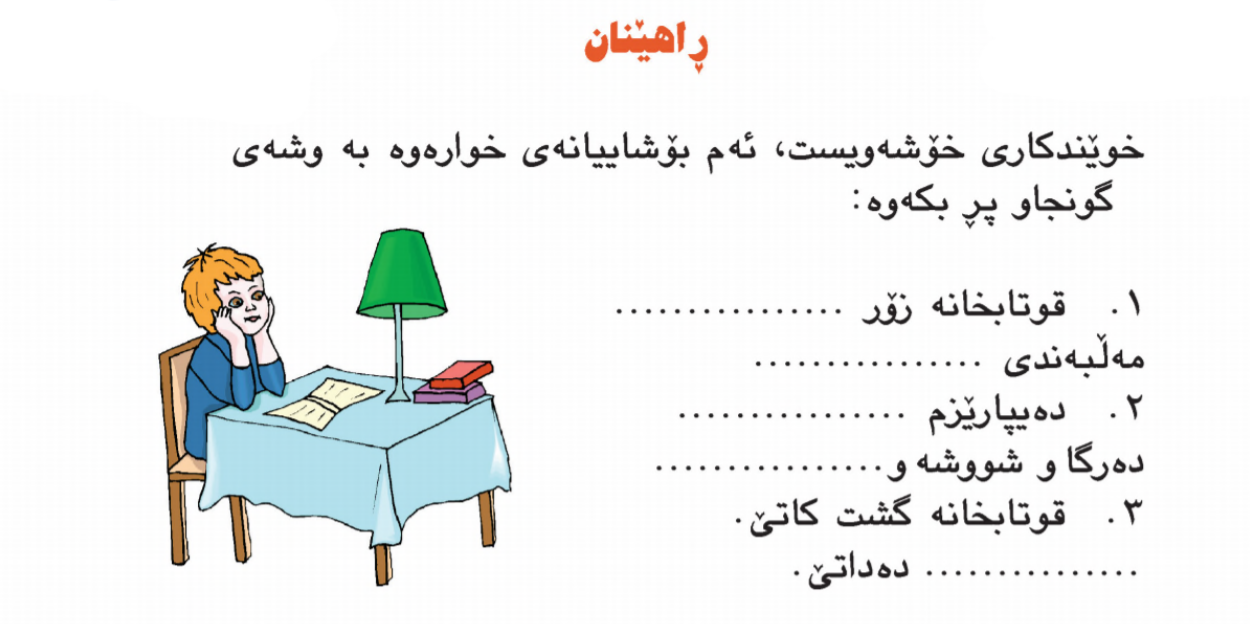 ڕاهێنان
خوێندکاری خۆشەویست، ئەم بۆشاییانەی خوارەوە بە وشەی
گونجاو پڕ بکەوە:
١. قوتابخانە زۆر ................
مەڵبەندی ................
٢. دەیپارێزم ................
دەرگا و شووشە و................
٣. قوتابخانە گشت کاتێ.
............... دەداتێ.